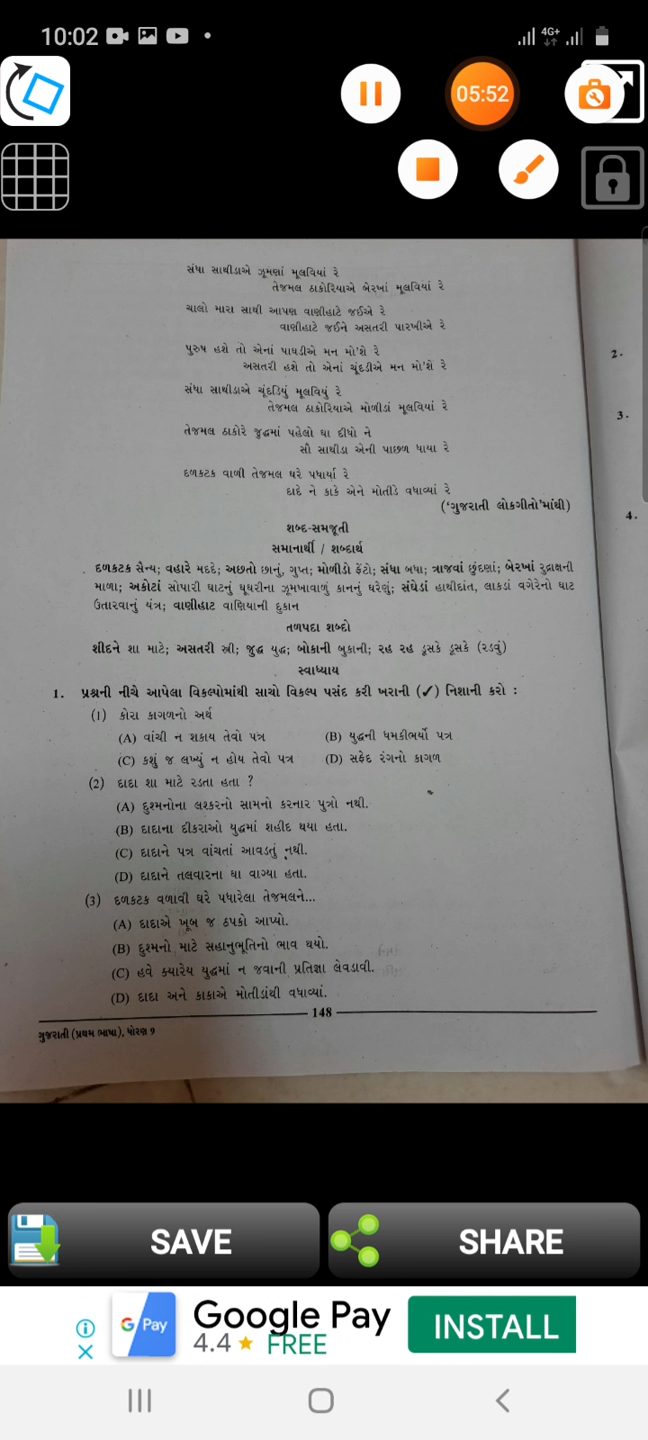 10:02
4G+
05:52
સંધા સાથીડાએ ઝૂમણાં મૂલવિયાં રે
તેજમલ ઠાકોરિયાએ બેરખાં મૂલવિયાં રે
ચાલો મારા સાથી આપણ વાણીહાટે જઈએ રે
વાણીહાટે જઈને અસતરી પારખીએ રે
પુરુષ હશે તો એનાં પાઘડીએ મન મો'શે રે
અસતરી હશે તો એનાં ચૂંદડીએ મન મો'શે રે
સંધા સાથીડાએ ચૂંદડિયું મૂલવિયું રે
તેજમલ ઠાકોરિયાએ મોળીડાં મૂલવિયાં રે
તેજમલ ઠાકોરે જુદ્ધમાં પહેલો ઘા દીધો ને
સૌ સાથીડા એની પાછળ ધાયા રે
દળકટક વાળી તેજમલ ઘરે પધાર્યા રે
દાદે ને કાકે એને મોતીડે વધાવ્યાં રે
('ગુજરાતી લોકગીતો'માંથી)
2.
3.
4.
શબ્દ-સમજૂતી
સમાનાર્થી / શબ્દાર્થ
દળકટક સૈન્ય; વહારે મદદે; અછતો છાનું, ગુપ્ત; મોળીડો ફેંટો; સંધા બધા; ત્રાજવાં છૂંદણાં; બેરખાં રુદ્રાક્ષની
માળા; અકોટાં સોપારી ઘાટનું ઘૂઘરીના ઝૂમખાવાળું કાનનું ઘરેણું; સંઘેડાં હાથીદાંત, લાકડાં વગેરેનો ઘાટ
ઉતારવાનું યંત્ર; વાણીહાટ વાણિયાની દુકાન
તળપદા શબ્દો
શીદને શા માટે; અસતરી સ્ત્રી; જુદ્ધ યુદ્ધ; બોકાની બુકાની; રહ રહ ડૂસકે ડૂસકે (રડવું)
સ્વાધ્યાય
1. પ્રશ્નની નીચે આપેલા વિકલ્પોમાંથી સાચો વિકલ્પ પસંદ કરી ખરાની (✓) નિશાની કરો :
(1) કોરા કાગળનો અર્થ
(A) વાંચી ન શકાય તેવો પત્ર (B) યુદ્ધની ધમકીભર્યો પત્ર
(C) કશું જ લખ્યું ન હોય તેવો પત્ર (D) સફેદ રંગનો કાગળ
(2) દાદા શા માટે રડતા હતા ?
(A) દુશ્મનોના લશ્કરનો સામનો કરનાર પુત્રો નથી.
(B) દાદાના દીકરાઓ યુદ્ધમાં શહીદ થયા હતા.
(C) દાદાને પત્ર વાંચતાં આવડતું નથી.
(D) દાદાને તલવારના ઘા વાગ્યા હતા.
(3) દળકટક વળાવી ઘરે પધારેલા તેજમલને...
(A) દાદાએ ખૂબ જ ઠપકો આપ્યો.
(B) દુશ્મનો માટે સહાનુભૂતિનો ભાવ થયો.
(C) હવે ક્યારેય યુદ્ધમાં ન જવાની પ્રતિજ્ઞા લેવડાવી.
(D) દાદા અને કાકાએ મોતીડાંથી વધાવ્યાં.
148
ગુજરાતી (પ્રથમ ભાષા), ધોરણ 9
SAVE
SHARE
G Pay
Google Pay
4.4 ★ FREE
INSTALL